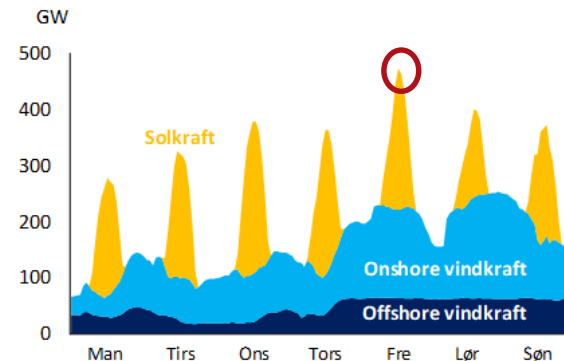 GW
500
400
300
200
100
0
Solkraft
Onshore vindkraft
Offshore vindkraft
Man Tirs Ons Tors Fre Lør Søn